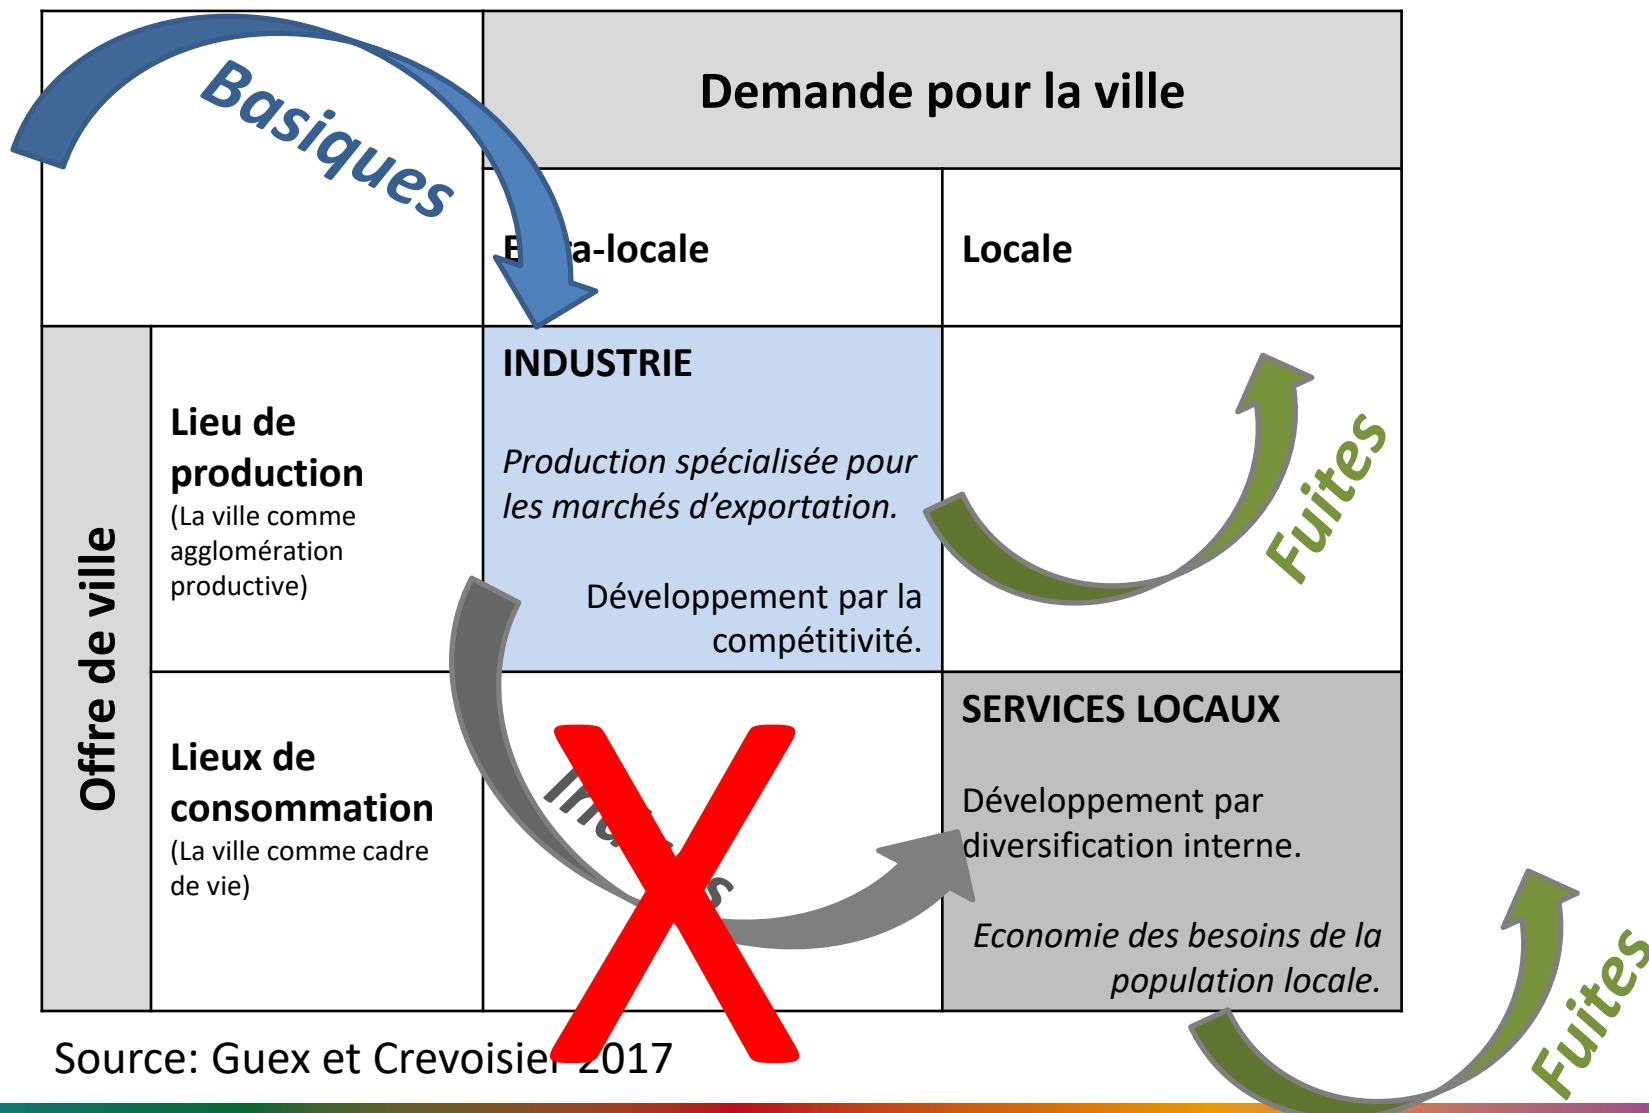 Basiques
Demande pour la ville
-locale
Locale
Offre de ville
Lieu de
production
(La ville comme
agglomération
productive)
INDUSTRIE
Production spécialisée pour
les marchés d’exportation.
Développement par la
compétitivité.
Fuites
Lieux de
consommation
(La ville comme cadre
de vie)
SERVICES LOCAUX
Développement par
diversification interne.
Economie des besoins de la
population locale.
Fuites
Source: Guex et Crevoisier 2017